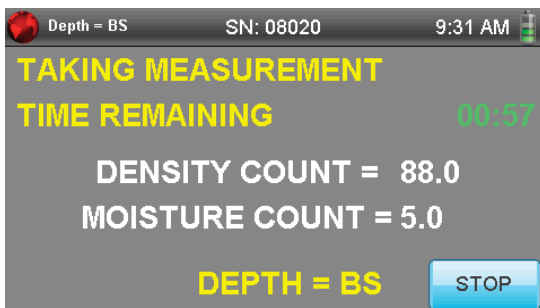 Depth = BS SN: 08020 9:31 AM
TAKING MEASUREMENT
TIME REMAINING 00:57
DENSITY COUNT = 88.0
MOISTURE COUNT = 5.0
DEPTH = BS STOP